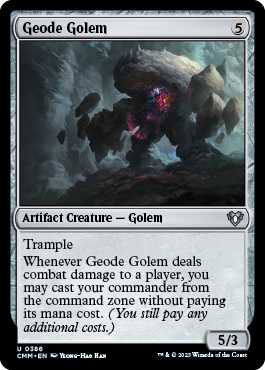 Geode Golem 5
Artifact Creature — Golem
Trample
Whenever Geode Golem deals
combat damage to a player, you
may cast your commander from
the command zone without paying
its mana cost. (You still pay any
additional costs.)
5/3
U 0386
CMM • EN Yeong-Hao Han
™ & © 2023 Wizards of the Coast